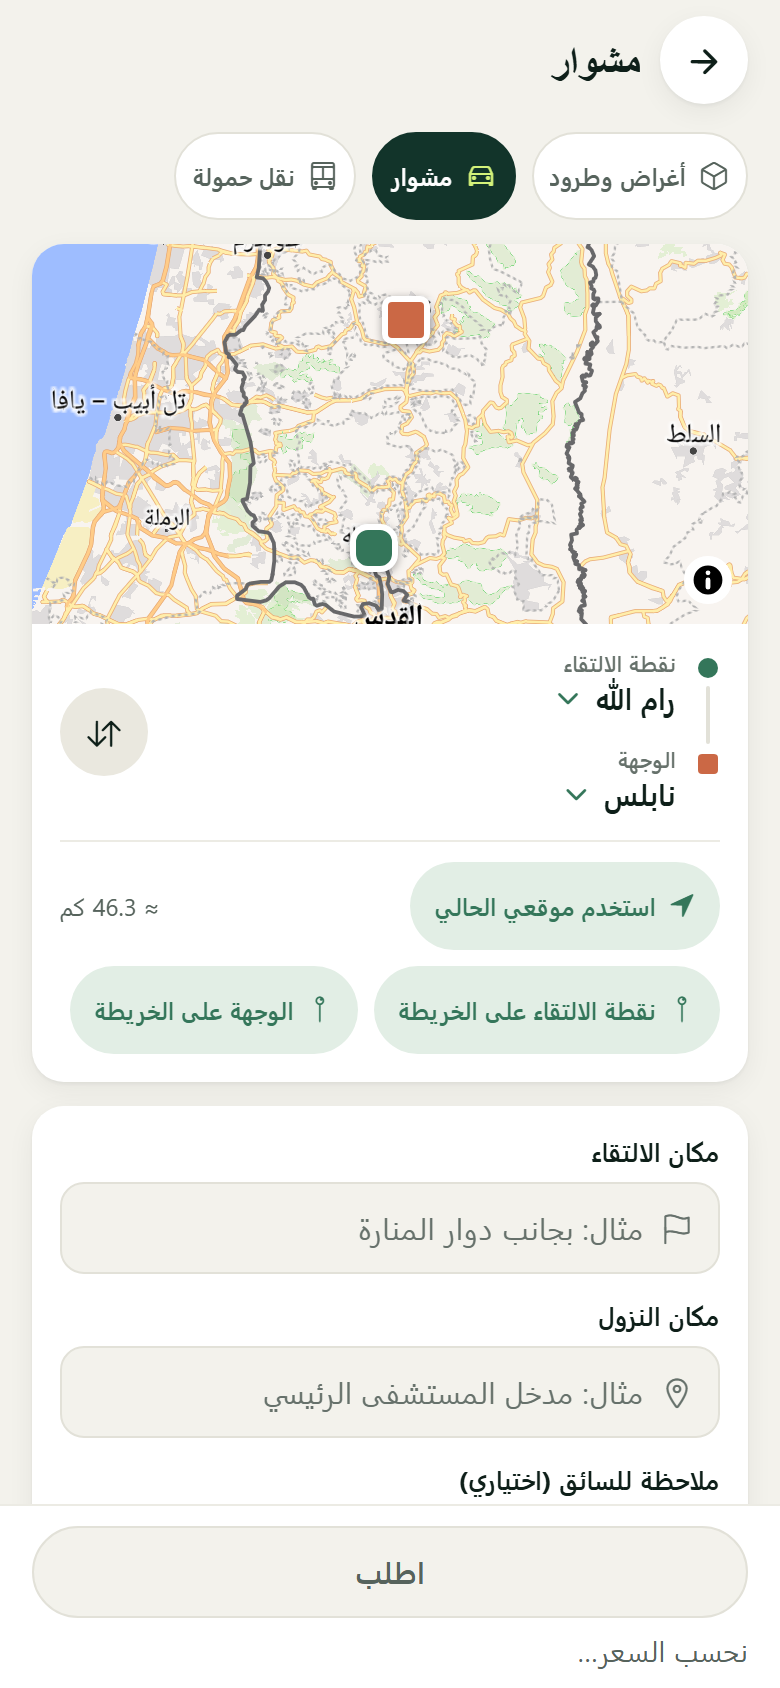 مشوار
أغراض وطرود
مشوار
نقل حمولة
تل أبيب – يافا
السلط
الرملة
القدس
نقطة الالتقاء
رام الله
الوجهة
نابلس
استخدم موقعي الحالي
≈ 46.3 كم
نقطة الالتقاء على الخريطة
الوجهة على الخريطة
مكان الالتقاء
مثال: بجانب دوار المنارة
مكان النزول
مثال: مدخل المستشفى الرئيسي
ملاحظة للسائق (اختياري)
اطلب
نحسب السعر...